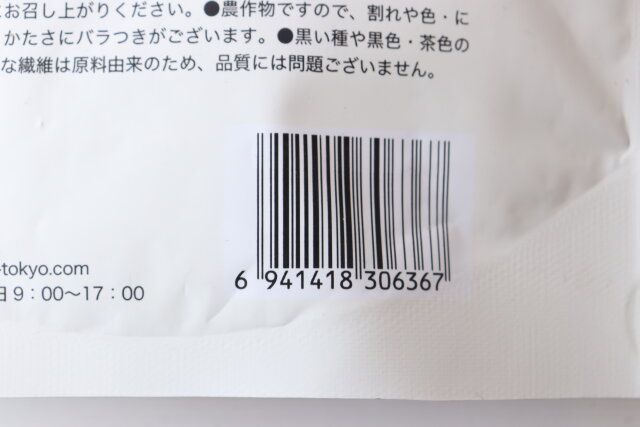 お召し上がりください。●農作物ですので、割れや色・に
かたさにバラつきがございます。●黒い種や黒色・茶色の
な繊維は原料由来のため、品質には問題ございません。
-tokyo.com
日9：00〜17：00
6 941418 306367